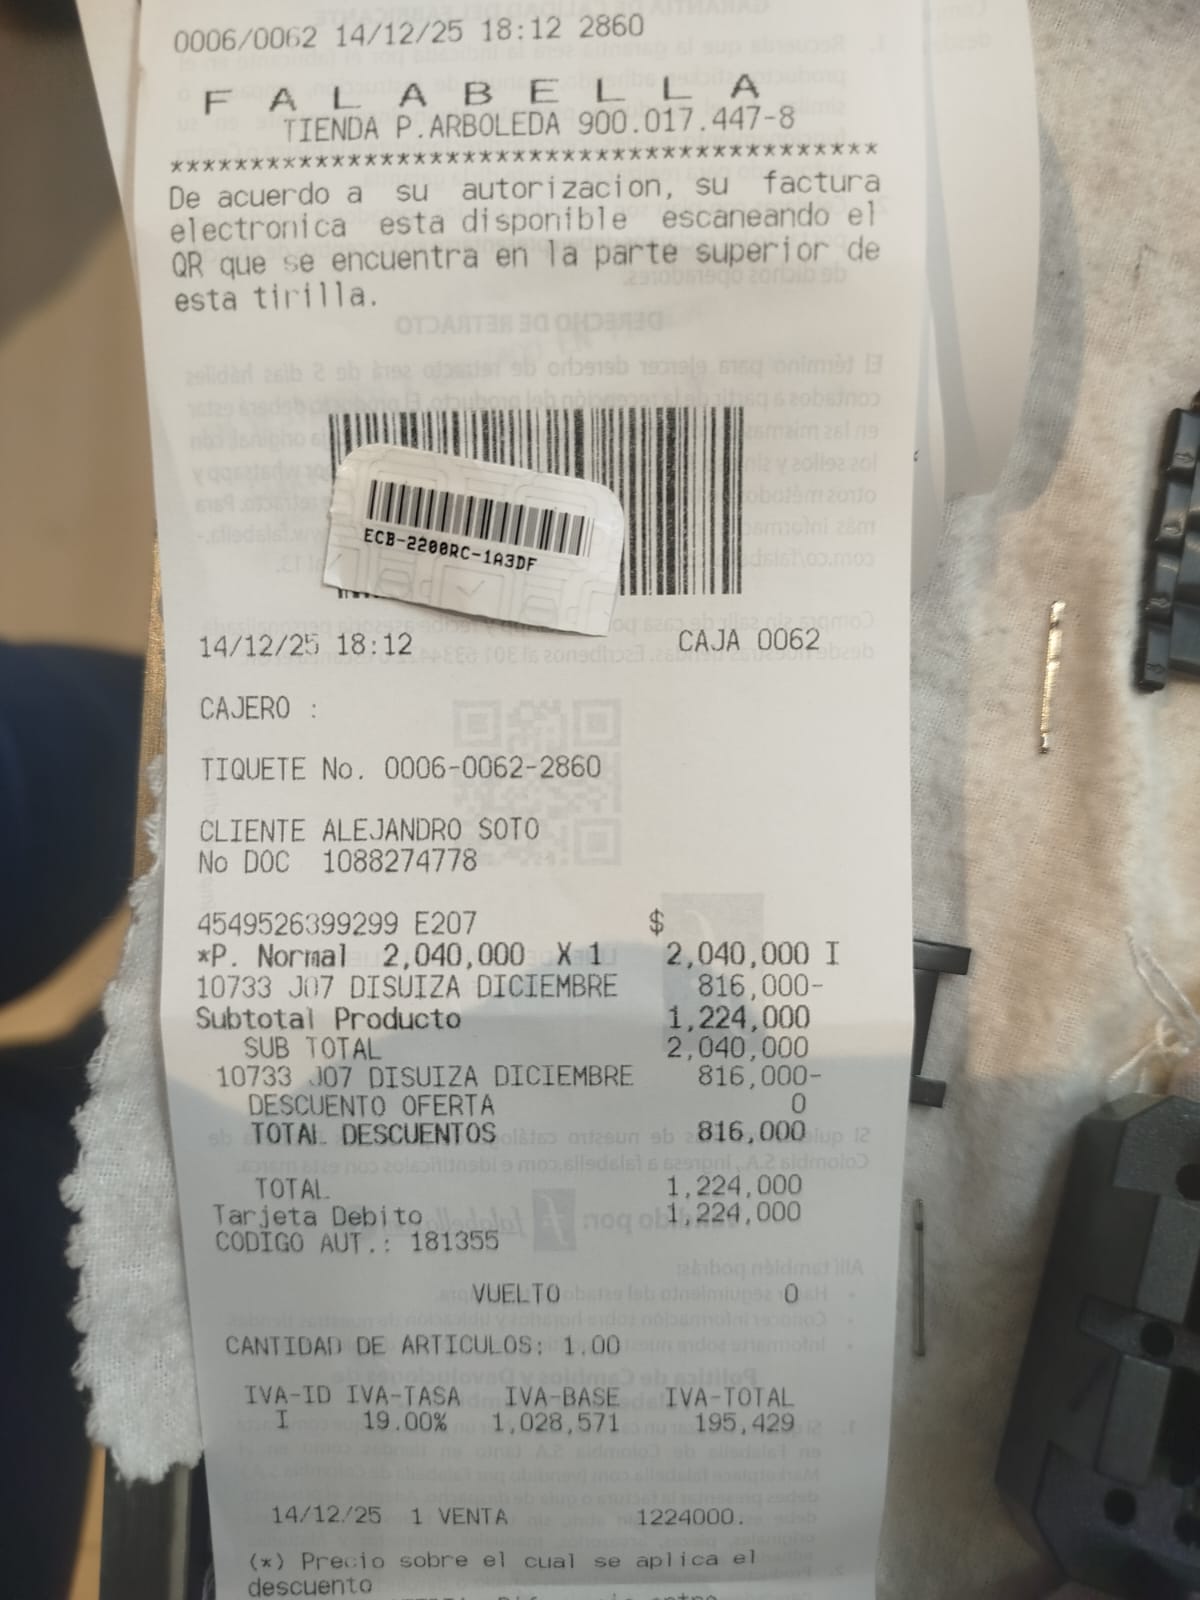 0006/0062 14/12/25 18:12 2860
F A L A B E L L A
TIENDA P.ARBOLEDA 900.017.447-8
********************************************
De acuerdo a su autorizacion, su factura
electronica esta disponible escaneando el
QR que se encuentra en la parte superior de
esta tirilla.
ECB-2200RC-1A3DF
14/12/25 18:12 CAJA 0062
CAJERO :
TIQUETE No. 0006-0062-2860
CLIENTE ALEJANDRO SOTO
No DOC 1088274778
4549526399299 E207 $
*P. Normal 2,040,000 X 1 2,040,000 I
10733 J07 DISUIZA DICIEMBRE 816,000-
Subtotal Producto 1,224,000
SUB TOTAL 2,040,000
10733 J07 DISUIZA DICIEMBRE 816,000-
DESCUENTO OFERTA 0
TOTAL DESCUENTOS 816,000
TOTAL 1,224,000
Tarjeta Debito 1,224,000
CODIGO AUT.: 181355
VUELTO 0
CANTIDAD DE ARTICULOS: 1.00
IVA-ID IVA-TASA IVA-BASE IVA-TOTAL
I 19.00% 1,028,571 195,429
14/12/25 1 VENTA 1224000.
(*) Precio sobre el cual se aplica el
descuento